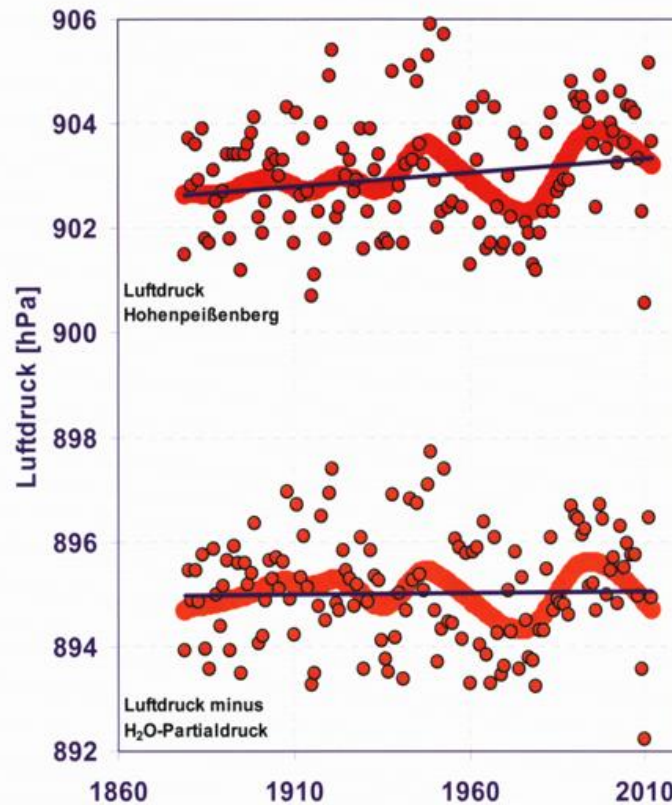 906
904
902
900
898
896
894
892
Luftdruck [hPa]
Luftdruck
Hohenpeißenberg
Luftdruck minus
H₂O-Partialdruck
1860
1910
1960
2010